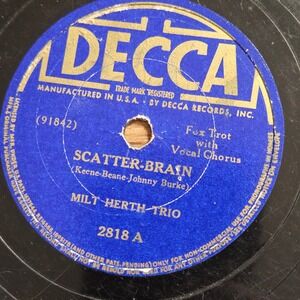 DECCA
TRADE MARK REGISTERED
MANUFACTURED IN U.S.A. - BY DECCA RECORDS, INC.
(91842)
Fox Trot
with
Vocal Chorus
SCATTER-BRAIN
(Keene-Beane-Johnny Burke)
MILT HERTH TRIO
2818 A